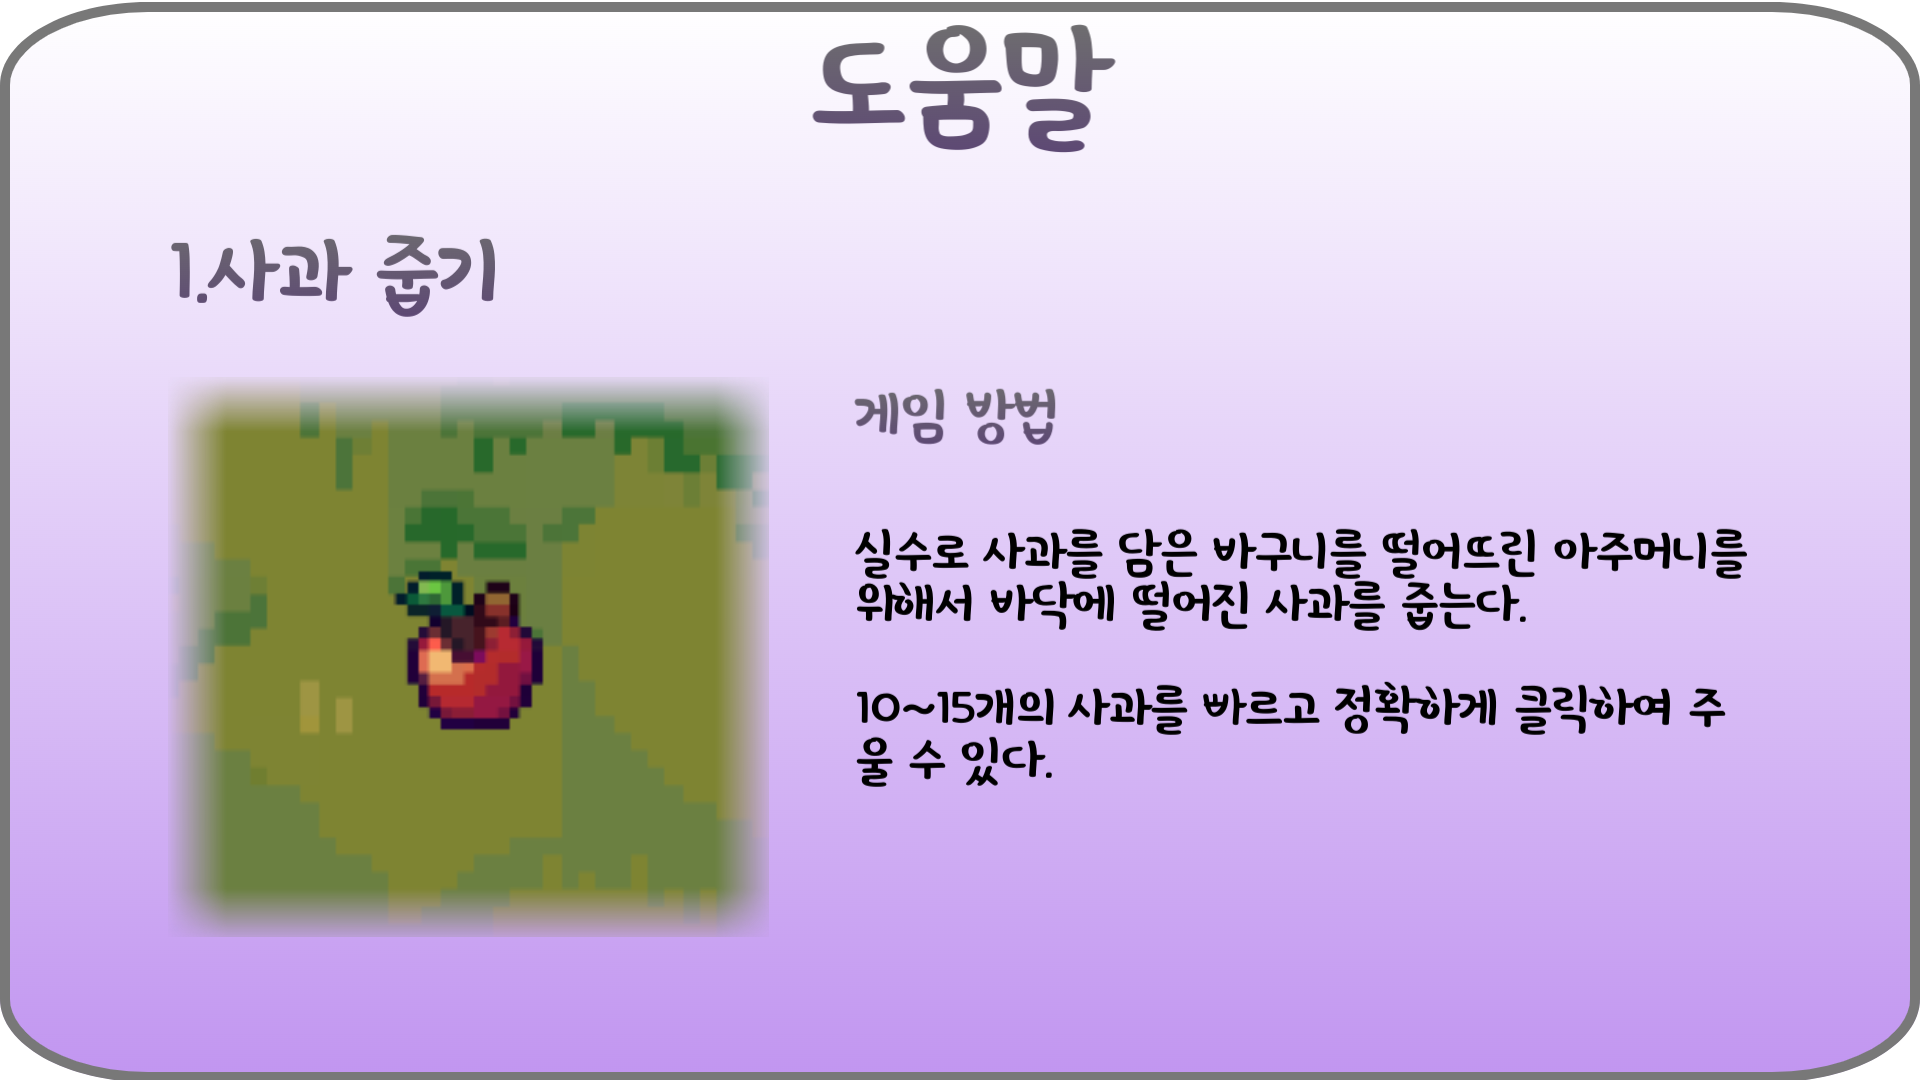 도움말
1.사과 줍기
게임 방법
실수로 사과를 담은 바구니를 떨어뜨린 아주머니를
위해서 바닥에 떨어진 사과를 줍는다.
10~15개의 사과를 빠르고 정확하게 클릭하여 주
울 수 있다.